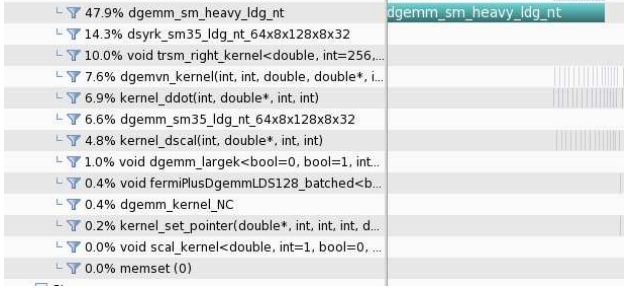 47.9% dgemm_sm_heavy_ldg_nt dgemm_sm_heavy_ldg_nt
14.3% dsyrk_sm35_ldg_nt_64x8x128x8x32
10.0% void trsm_right_kernel<double, int=256,...
7.6% dgemvn_kernel(int, int, double, double*, i...
6.9% kernel_ddot(int, double*, int, int)
6.6% dgemm_sm35_ldg_nt_64x8x128x8x32
4.8% kernel_dscal(int, double*, int, int)
1.0% void dgemm_largek<bool=0, bool=1, int...
0.4% void fermiPlusDgemmLDS128_batched<b...
0.4% dgemm_kernel_NC
0.2% kernel_set_pointer(double*, int, int, int, d...
0.0% void scal_kernel<double, int=1, bool=0, ...
0.0% memset (0)